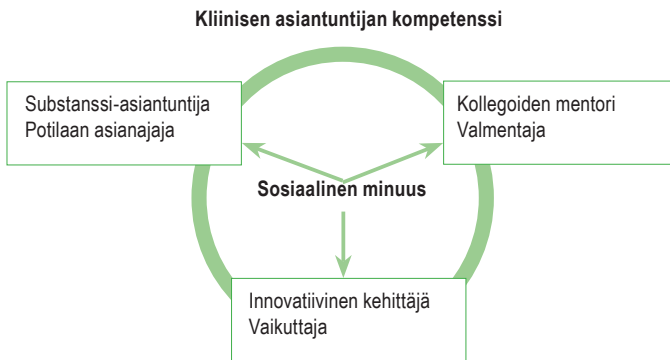 Kliinisen asiantuntijan kompetenssi
Substanssi-asiantuntija
Potilaan asianajaja
Kollegoiden mentori
Valmentaja
Sosiaalinen minuus
Innovatiivinen kehittäjä
Vaikuttaja